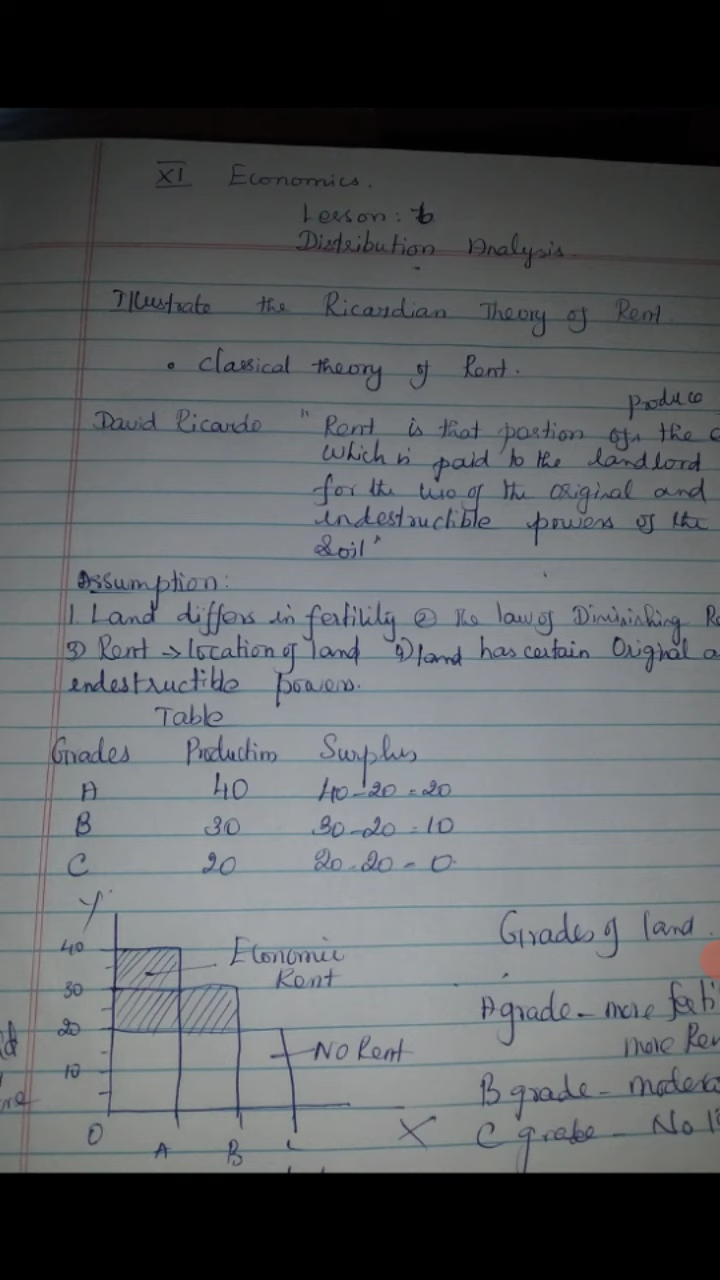 XI Economics.
Lesson: 6
Distribution Analysis.
Illustrate the Ricardian Theory of Rent.
• Classical theory of Rent.
produce
David Ricardo "Rent is that portion of the
which is paid to the landlord
for the use of the original and
indestructible powers of the
Soil"
Assumption:
1. Land differs in fertility ② The law of Diminishing
3) Rent → location of land 4) land has certain Original
endestructible powers.
Table
Grades Production Surplus
A 40 40-20=20
B 30 30-20=10
C 20 20-20=0.
Y
40
30
20
10
0
Economic
Rent
No Rent
A B
X
Grades of land.
A grade - more
more
B grade -
C grabe - No